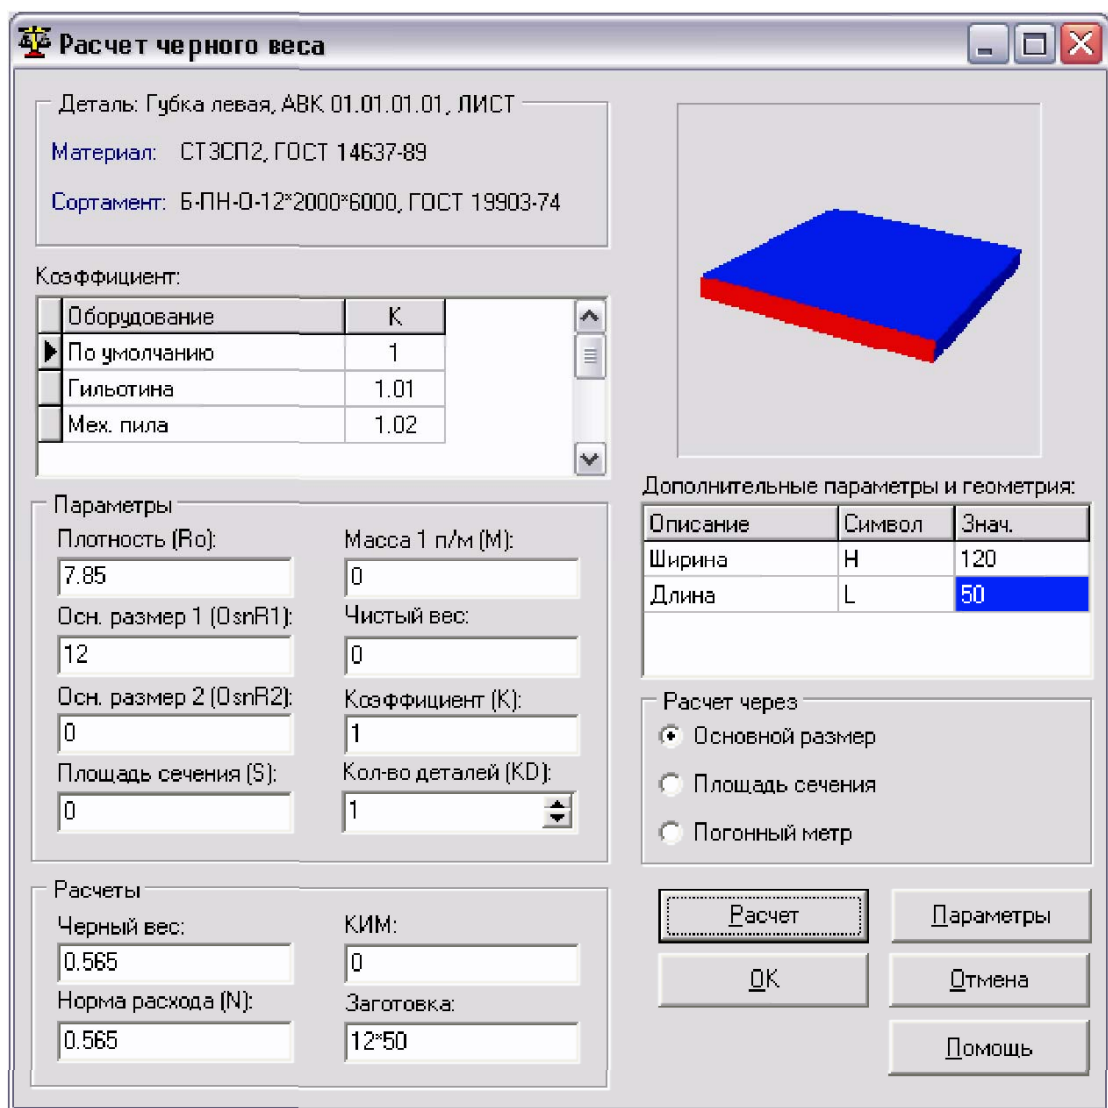 Расчет черного веса
Деталь: Губка левая, АВК 01.01.01.01, ЛИСТ
Материал: СТ3СП2, ГОСТ 14637-89
Сортамент: Б-ПН-О-12*2000*6000, ГОСТ 19903-74
Коэффициент:
Оборудование K
По умолчанию 1
Гильотина 1.01
Мех. пила 1.02
Параметры
Плотность (Ro): Масса 1 п/м (M):
7.85 0
Осн. размер 1 (OsnR1): Чистый вес:
12 0
Осн. размер 2 (OsnR2): Коэффициент (K):
0 1
Площадь сечения (S): Кол-во деталей (KD):
0 1
Расчеты
Черный вес: КИМ:
0.565 0
Норма расхода (N): Заготовка:
0.565 12*50
Дополнительные параметры и геометрия:
Описание Символ Знач.
Ширина H 120
Длина L 50
Расчет через
Основной размер
Площадь сечения
Погонный метр
Расчет Параметры
OK Отмена
Помощь